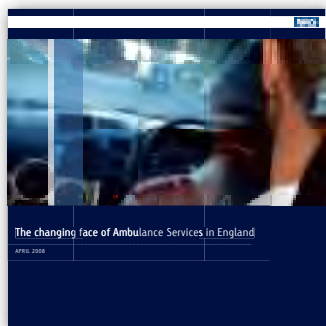 The changing face of Ambulance Services in England
APRIL 2008